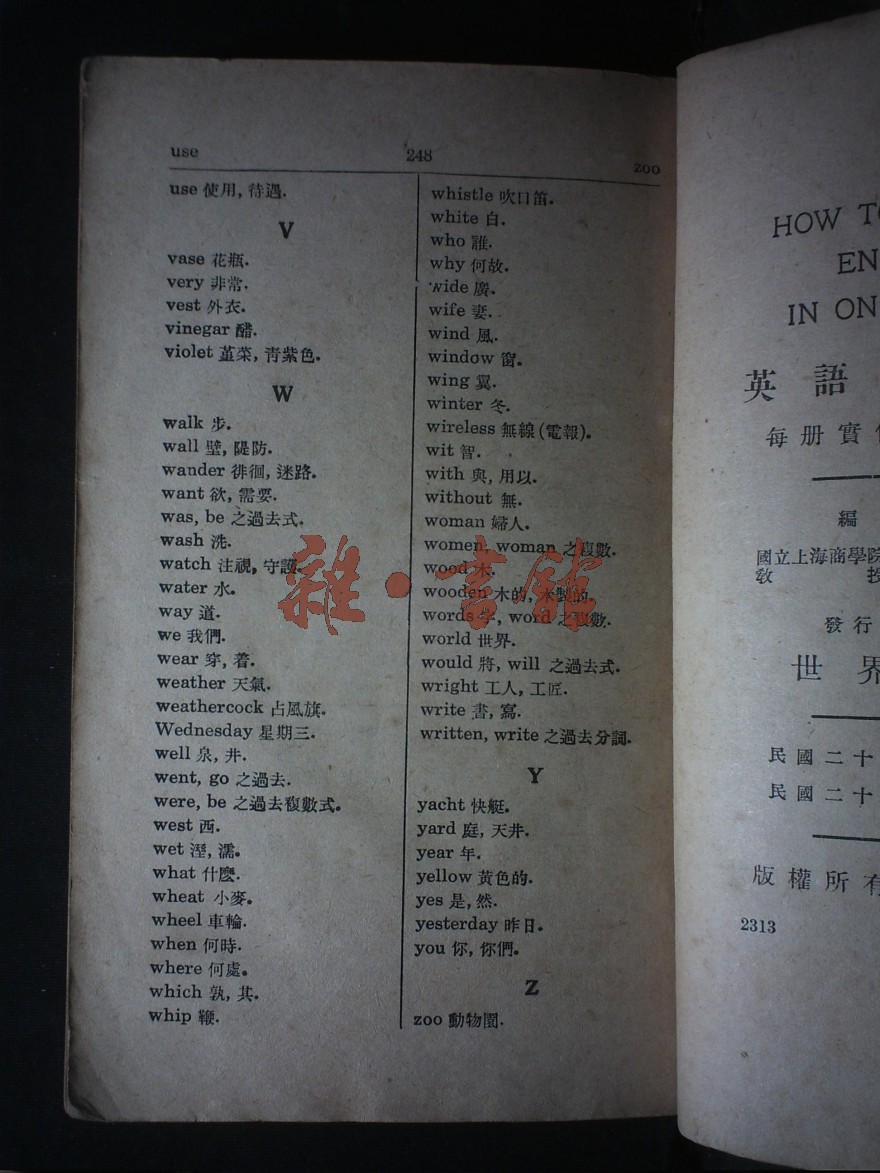 use 248 zoo
use 使用, 待遇.
V
vase 花瓶.
very 非常.
vest 外衣.
vinegar 醋.
violet 菫菜, 青紫色.
W
walk 步.
wall 壁, 隄防.
wander 徘徊, 迷路.
want 欲, 需要.
was, be 之過去式.
wash 洗.
watch 注視, 守護.
water 水.
way 道.
we 我們.
wear 穿, 着.
weather 天氣.
weathercock 占風旗.
Wednesday 星期三.
well 泉, 井.
went, go 之過去.
were, be 之過去複數式。
west 西.
wet 溼, 濡.
what 什麼.
wheat 小麥。
wheel 車輪.
when 何時.
where 何處。
which 孰, 其.
whip 鞭.
whistle 吹口笛.
white 白.
who 誰.
why 何故.
wide 廣.
wife 妻.
wind 風.
window 窗.
wing 翼.
winter 冬.
wireless 無線 (電報).
wit 智.
with 與, 用以.
without 無.
woman 婦人.
women, woman 之複數.
wood 木.
wooden 木的, 木製的.
words 字, word 之複數.
world 世界.
would 將, will 之過去式.
wright 工人, 工匠.
write 書, 寫.
written, write 之過去分詞.
Y
yacht 快艇.
yard 庭, 天井.
year 年.
yellow 黃色的.
yes 是, 然.
yesterday 昨日.
you 你, 你們.
Z
zoo 動物園.
雜·書館
HOW TO
EN
IN ON
英語
每册實
編
國立上海商學院
教授
發行
世界
民國二十
民國二十
版權所有
2313